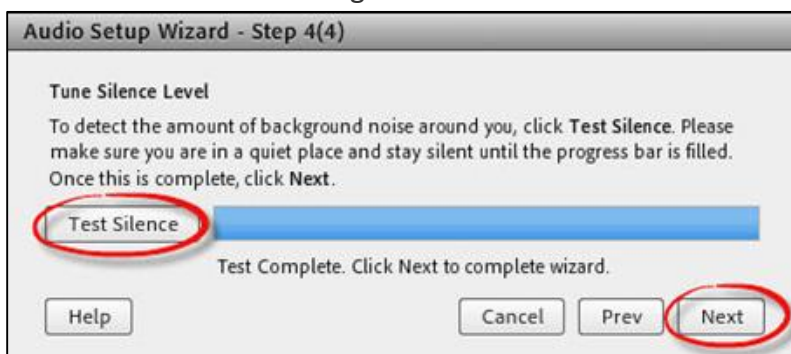 Audio Setup Wizard - Step 4(4)
Tune Silence Level
To detect the amount of background noise around you, click Test Silence. Please
make sure you are in a quiet place and stay silent until the progress bar is filled.
Once this is complete, click Next.
Test Silence
Test Complete. Click Next to complete wizard.
Help Cancel Prev Next